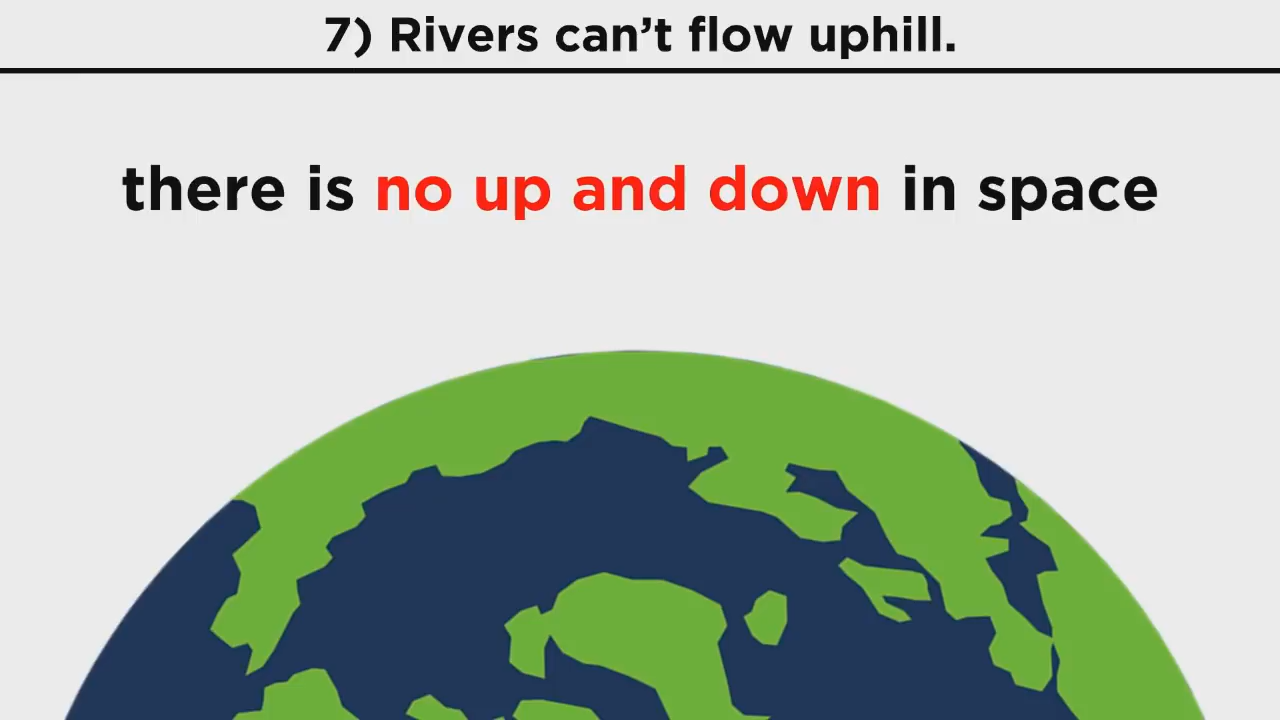 7) Rivers can’t flow uphill.
there is no up and down in space